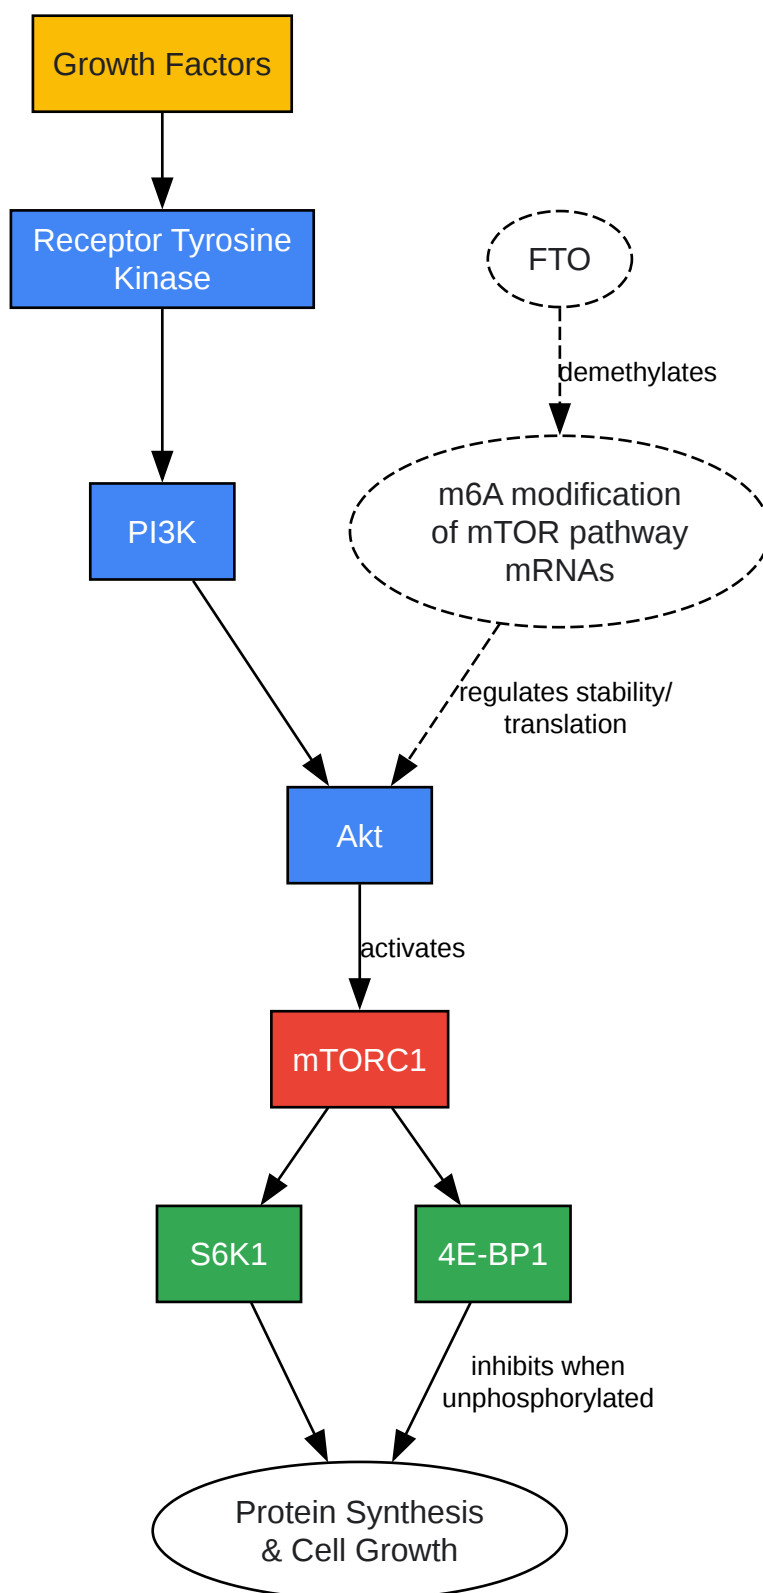 Growth Factors
Receptor Tyrosine
Kinase
FTO
demethylates
PI3K
m6A modification
of mTOR pathway
mRNAs
regulates stability/
translation
Akt
activates
mTORC1
S6K1
4E-BP1
inhibits when
unphosphorylated
Protein Synthesis
& Cell Growth